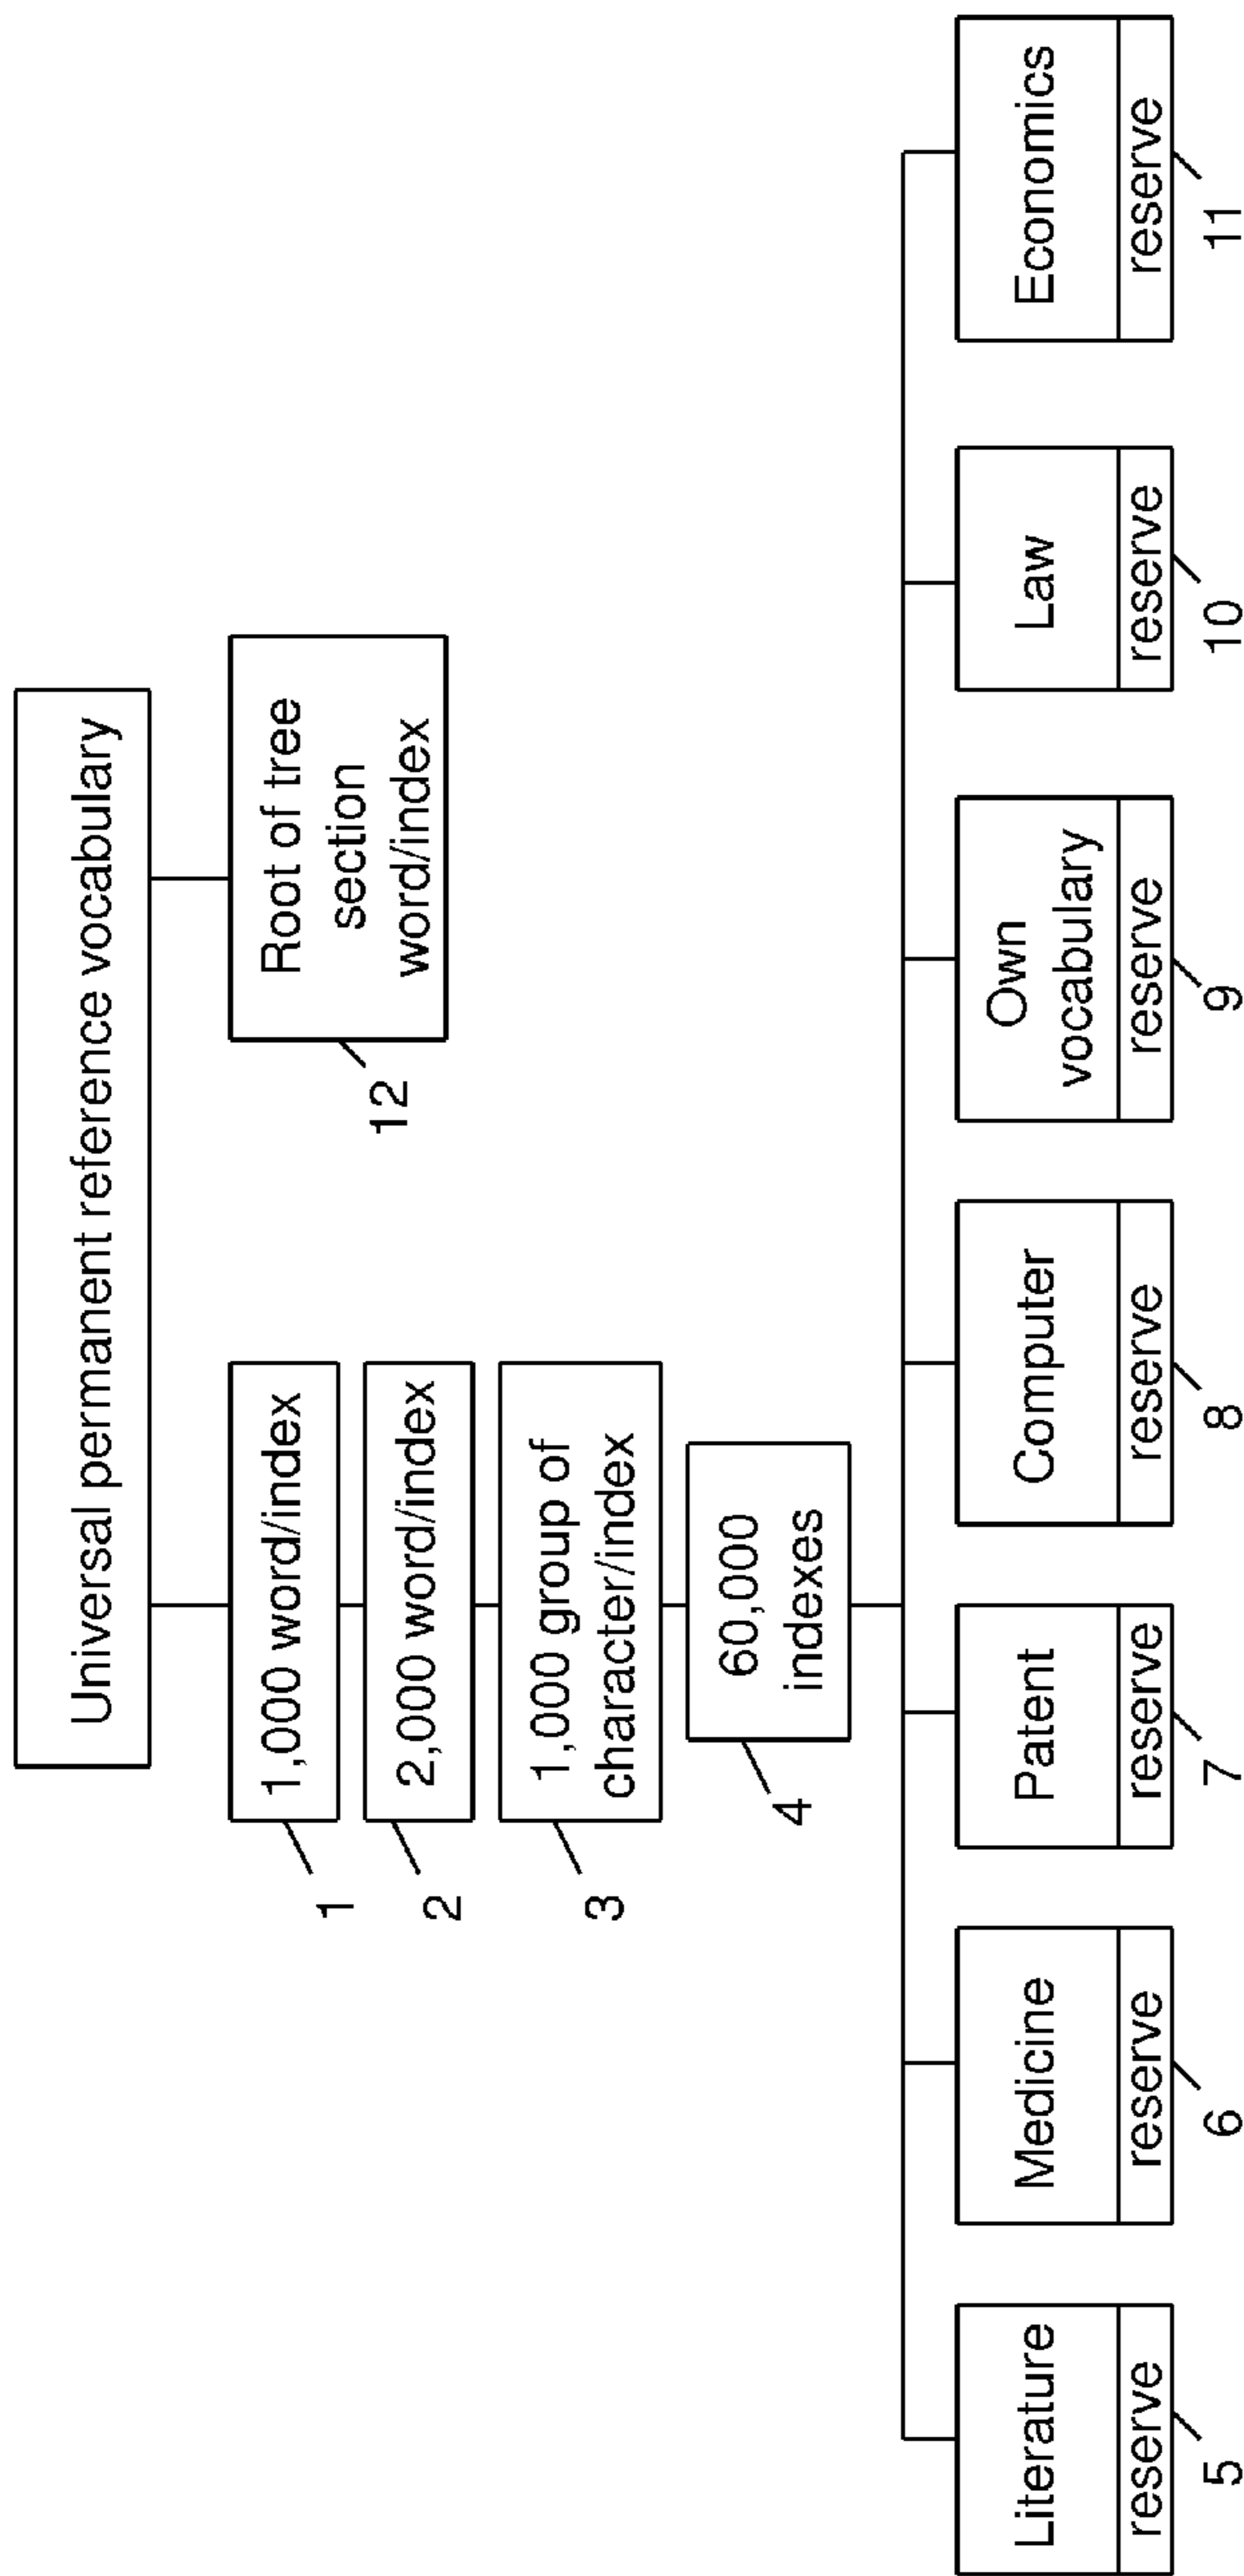 Universal permanent reference vocabulary
1,000 word/index
1
2,000 word/index
2
1,000 group of
character/index
3
60,000
indexes
4
Root of tree
section
word/index
12
Literature
reserve
5
Medicine
reserve
6
Patent
reserve
7
Computer
reserve
8
Own
vocabulary
reserve
9
Law
reserve
10
Economics
reserve
11